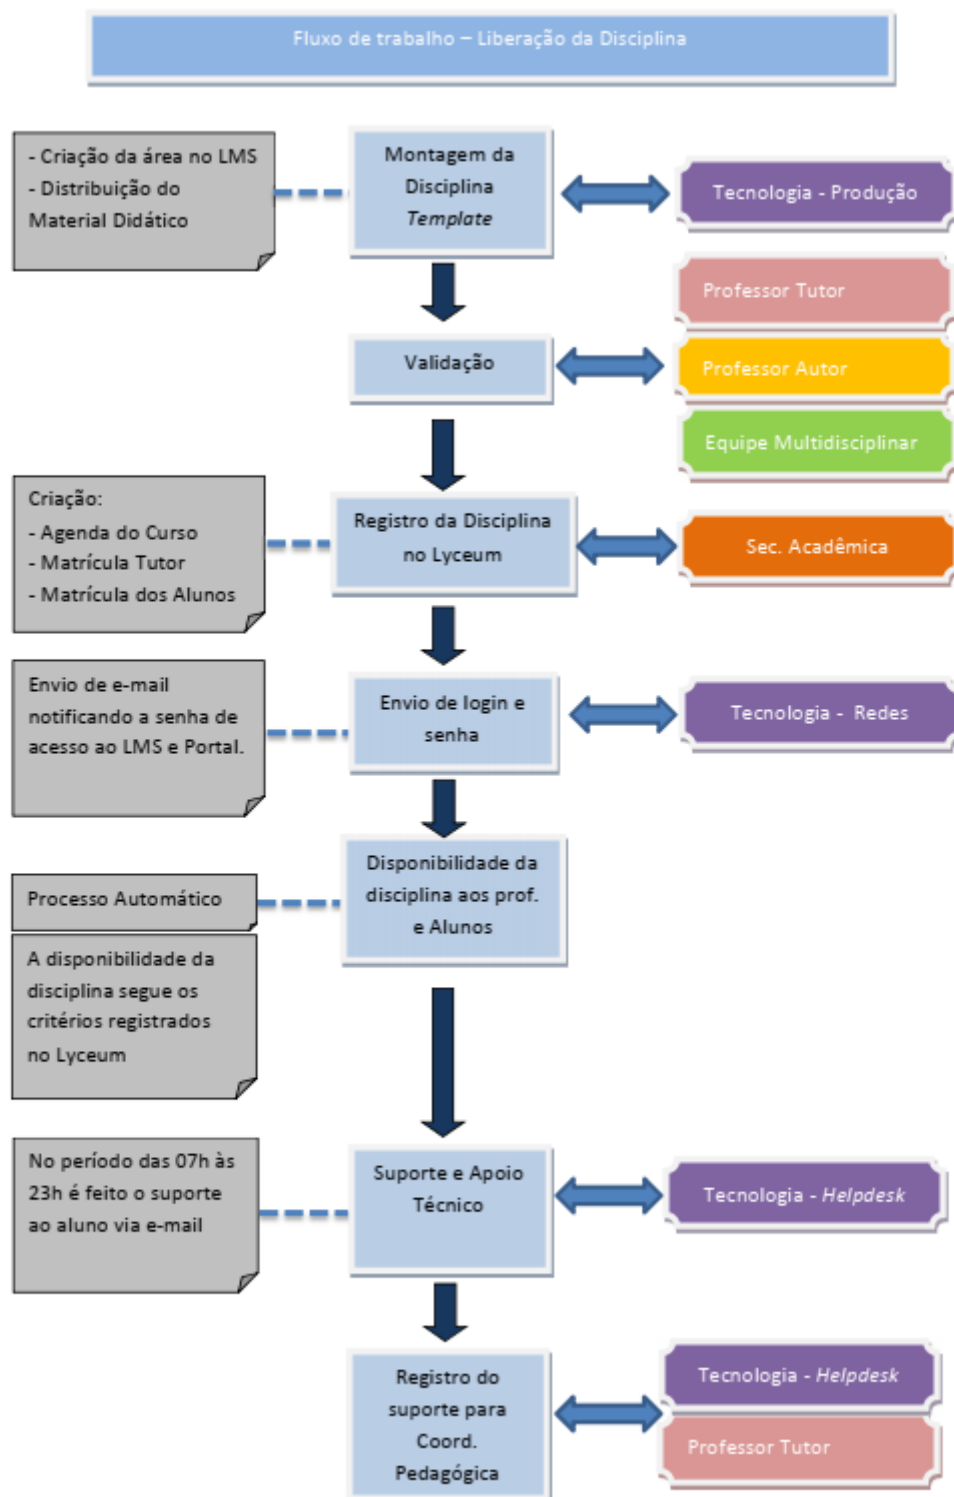 Fluxo de trabalho – Liberação da Disciplina
- Criação da área no LMS
- Distribuição do
Material Didático
Montagem da
Disciplina
Template
Tecnologia - Produção
Professor Tutor
Validação
Professor Autor
Equipe Multidisciplinar
Criação:
- Agenda do Curso
- Matrícula Tutor
- Matrícula dos Alunos
Registro da Disciplina
no Lyceum
Sec. Acadêmica
Envio de e-mail
notificando a senha de
acesso ao LMS e Portal.
Envio de login e
senha
Tecnologia - Redes
Processo Automático
A disponibilidade da
disciplina segue os
critérios registrados
no Lyceum
Disponibilidade da
disciplina aos prof.
e Alunos
No período das 07h às
23h é feito o suporte
ao aluno via e-mail
Suporte e Apoio
Técnico
Tecnologia - Helpdesk
Registro do
suporte para
Coord.
Pedagógica
Tecnologia - Helpdesk
Professor Tutor